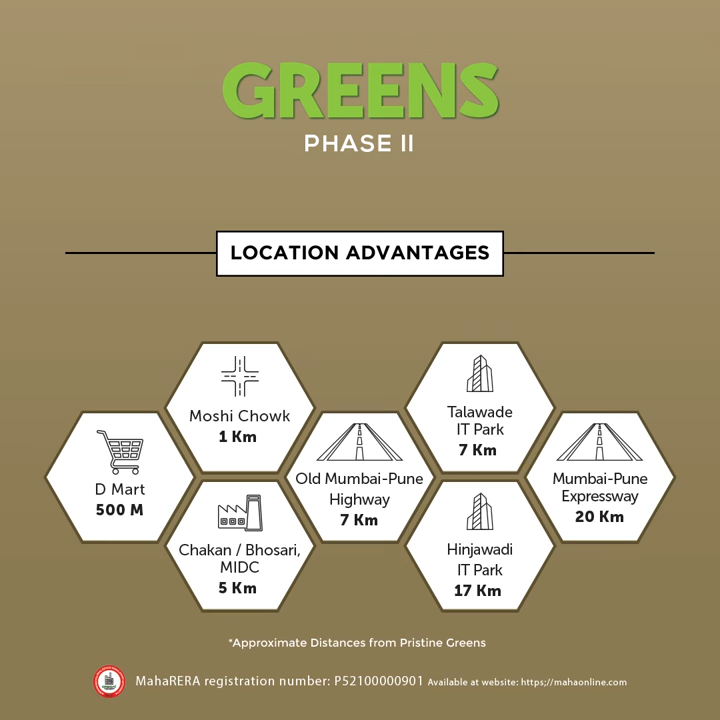 GREENS
PHASE II
LOCATION ADVANTAGES
D Mart
500 M
Moshi Chowk
1 Km
Chakan / Bhosari,
MIDC
5 Km
Old Mumbai-Pune
Highway
7 Km
Talawade
IT Park
7 Km
Hinjawadi
IT Park
17 Km
Mumbai-Pune
Expressway
20 Km
*Approximate Distances from Pristine Greens
MahaRERA registration number: P52100000901 Available at website: https://mahaonline.com